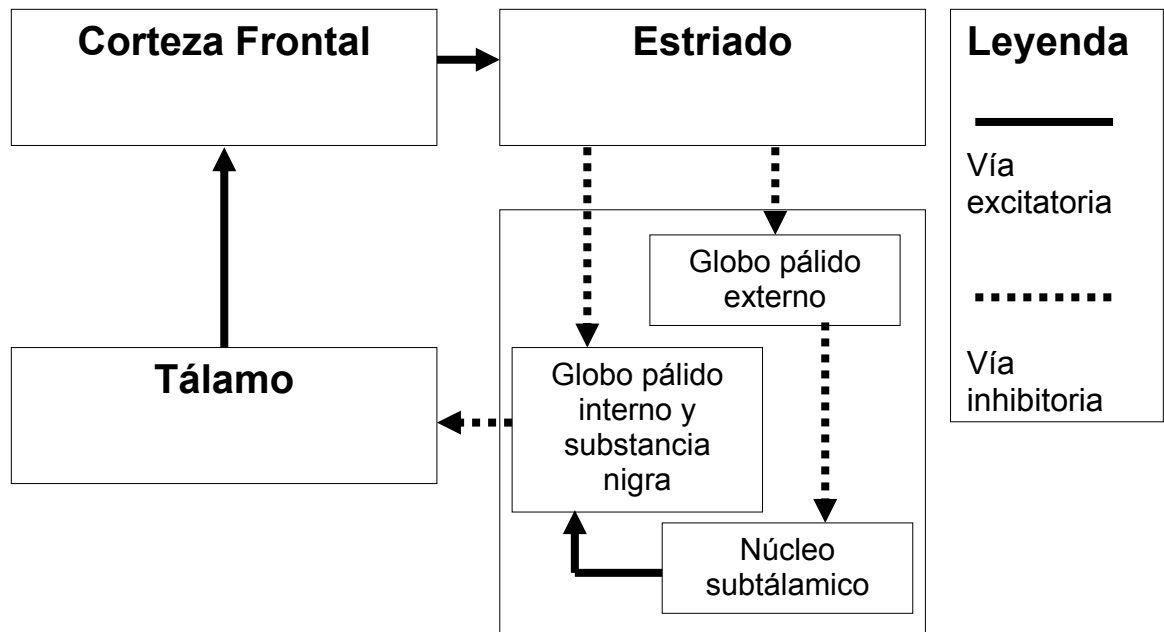 Corteza Frontal
Estriado
Leyenda
Vía
excitatoria
Vía
inhibitoria
Globo pálido
externo
Tálamo
Globo pálido
interno y
substancia
nigra
Núcleo
subtálamico